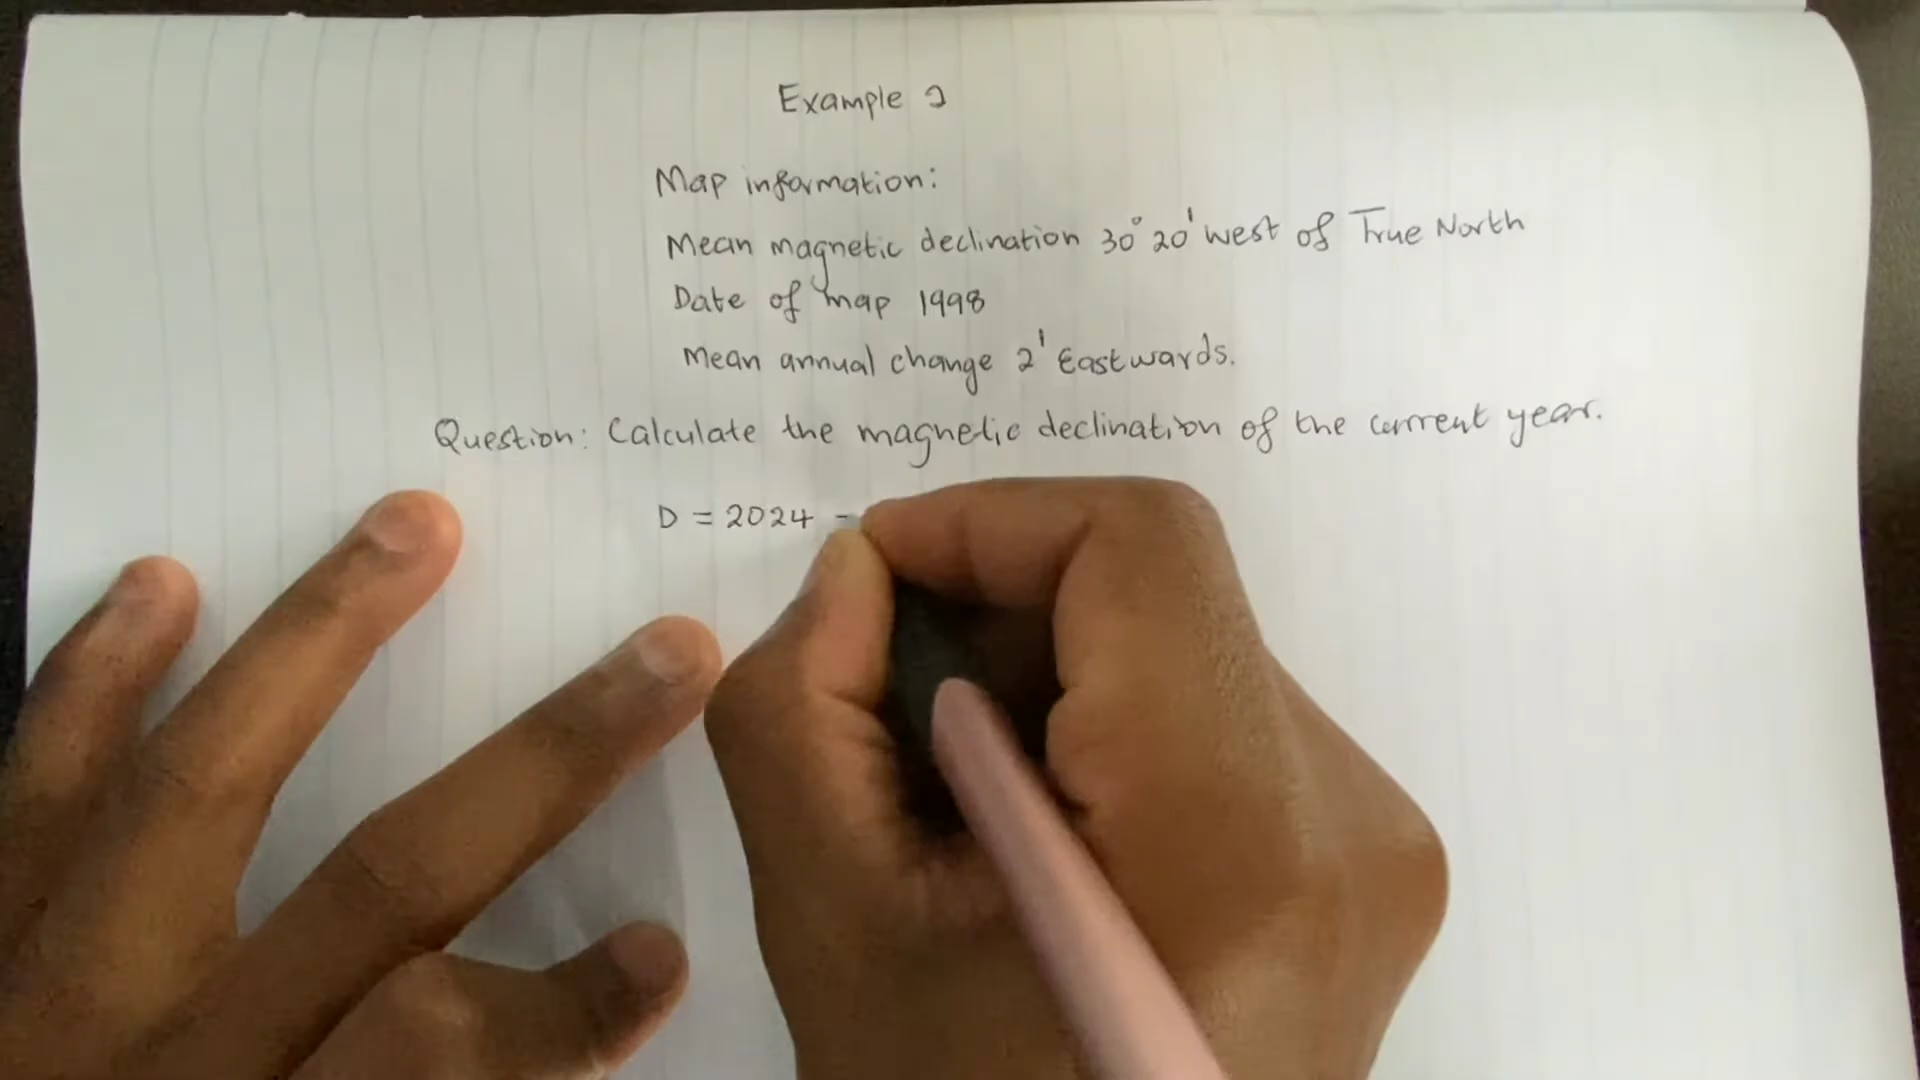 Example 2
Map information:
Mean magnetic declination 30° 20' west of True North
Date of map 1998
Mean annual change 2' Eastwards.
Question: Calculate the magnetic declination of the current year.
D = 2024 -